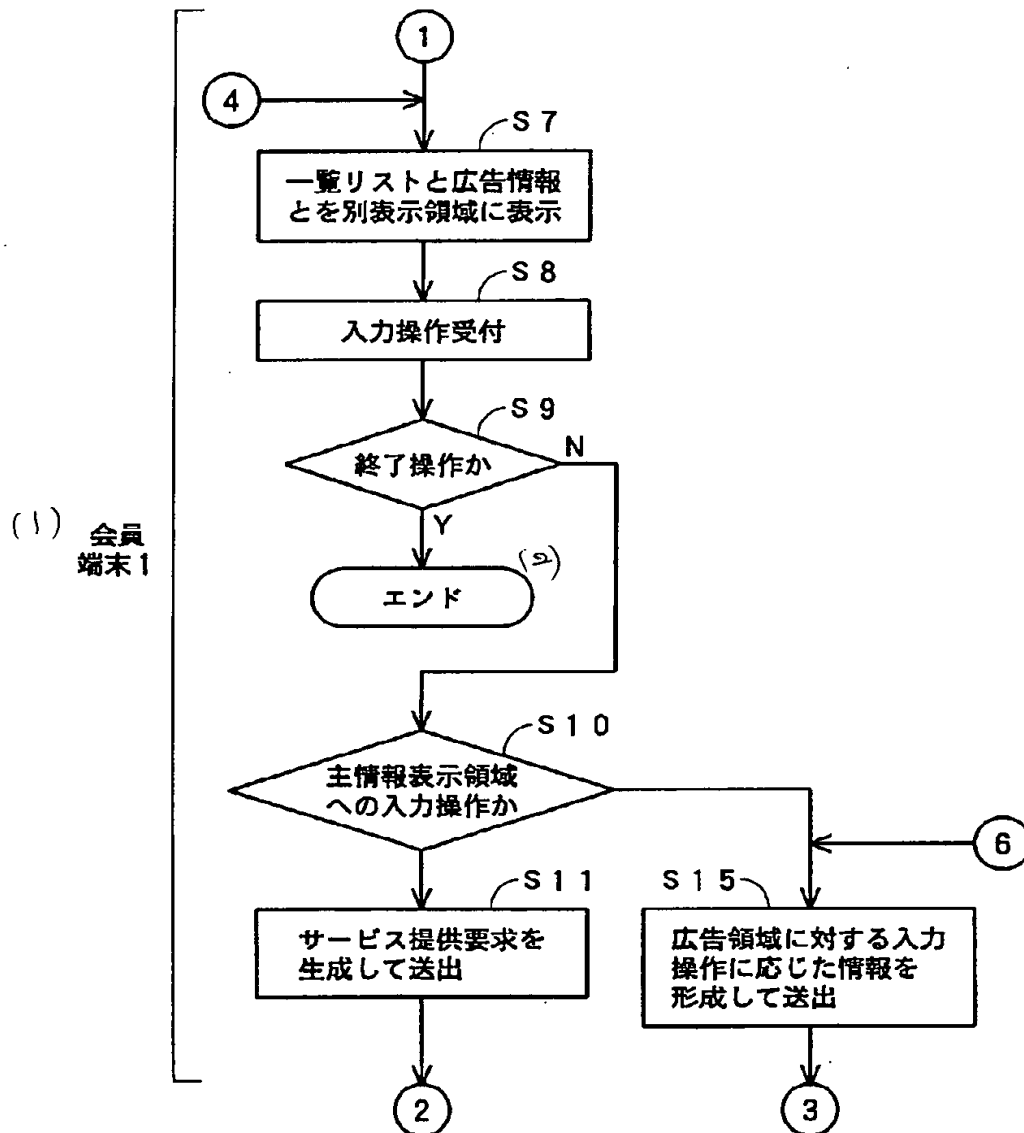 1
4
S7
一覧リストと広告情報
とを別表示領域に表示
S8
入力操作受付
S9
終了操作か
N
Y
(1) 会員
端末1
エンド
(2)
S10
主情報表示領域
への入力操作か
6
S11
サービス提供要求を
生成して送出
S15
広告領域に対する入力
操作に応じた情報を
形成して送出
2
3